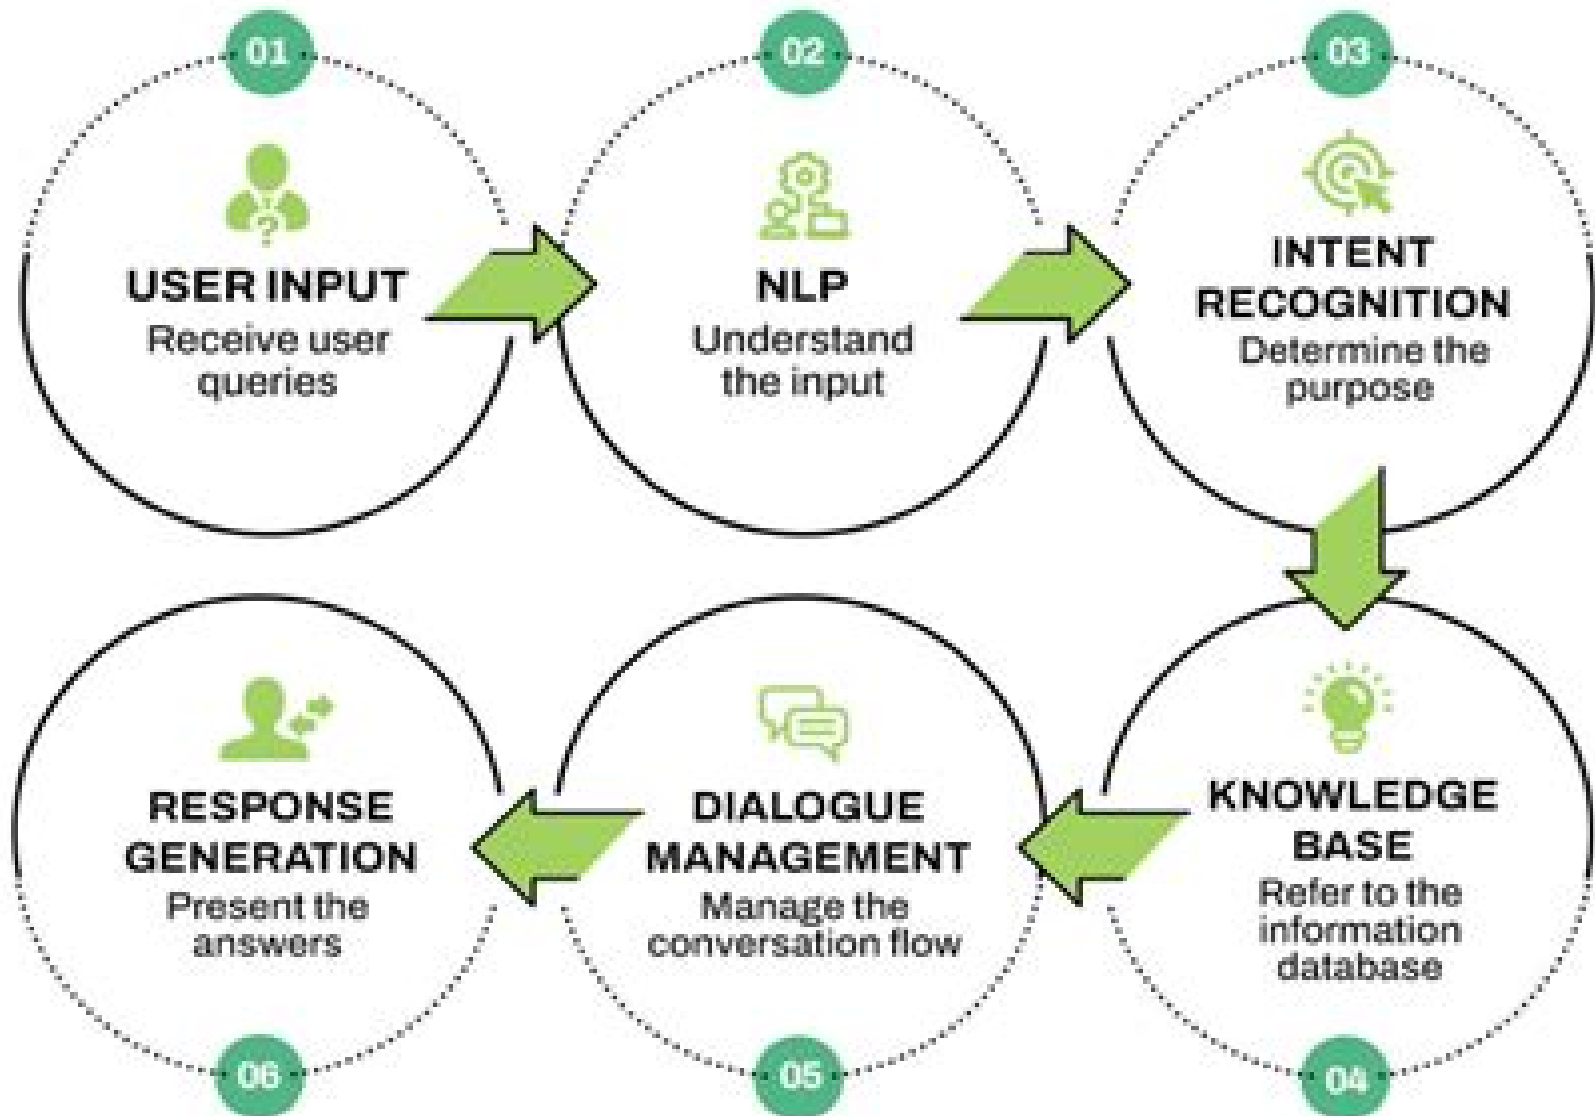 01
USER INPUT
Receive user
queries
02
NLP
Understand
the input
03
INTENT
RECOGNITION
Determine the
purpose
KNOWLEDGE
BASE
Refer to the
information
database
04
DIALOGUE
MANAGEMENT
Manage the
conversation flow
05
RESPONSE
GENERATION
Present the
answers
06